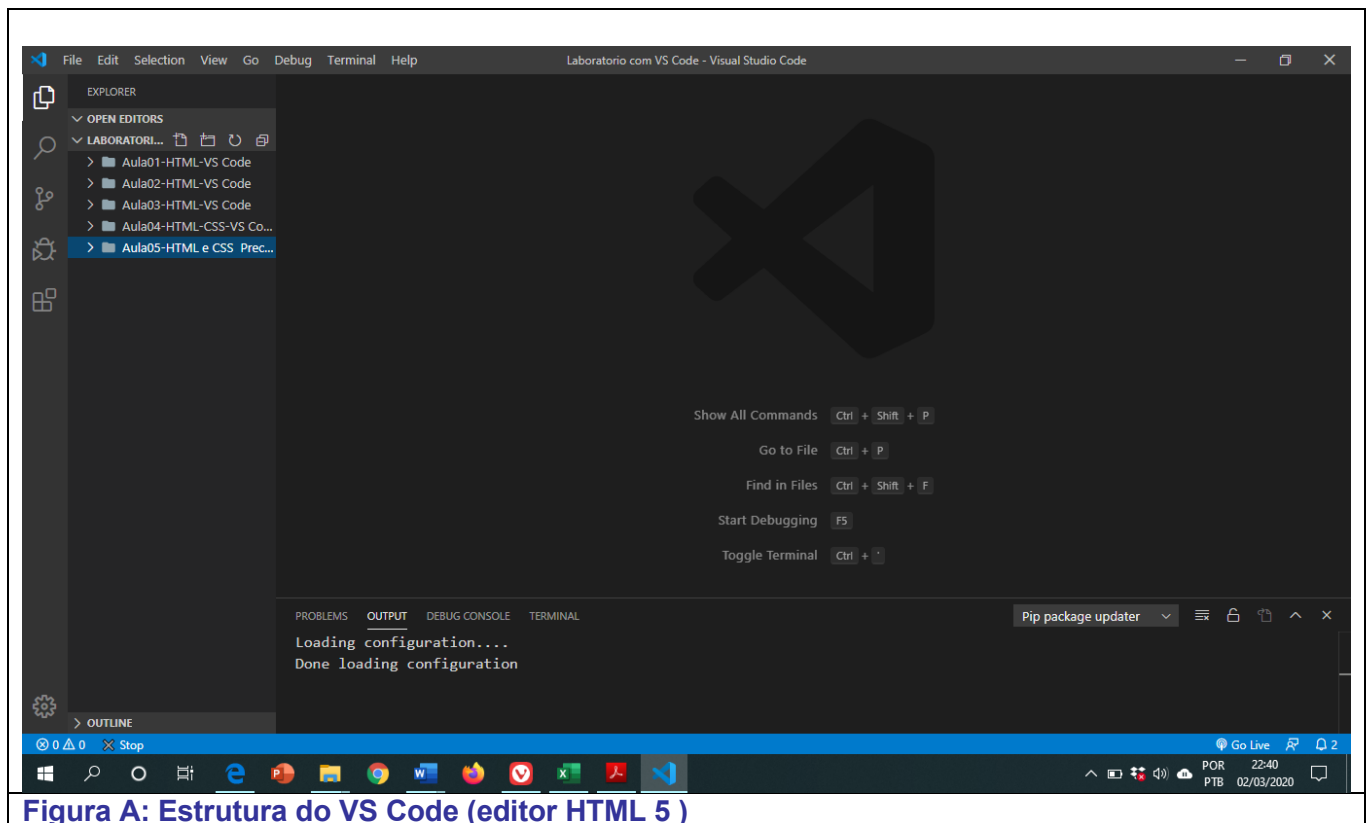 File Edit Selection View Go Debug Terminal Help Laboratorio com VS Code - Visual Studio Code
EXPLORER
OPEN EDITORS
LABORATORI...
Aula01-HTML-VS Code
Aula02-HTML-VS Code
Aula03-HTML-VS Code
Aula04-HTML-CSS-VS Co...
Aula05-HTML e CSS Prec...
Show All Commands Ctrl + Shift + P
Go to File Ctrl + P
Find in Files Ctrl + Shift + F
Start Debugging F5
Toggle Terminal Ctrl + `
PROBLEMS OUTPUT DEBUG CONSOLE TERMINAL Pip package updater
Loading configuration....
Done loading configuration
OUTLINE
0 0 Stop Go Live 2
POR 22:40
PTB 02/03/2020
Figura A: Estrutura do VS Code (editor HTML 5 )